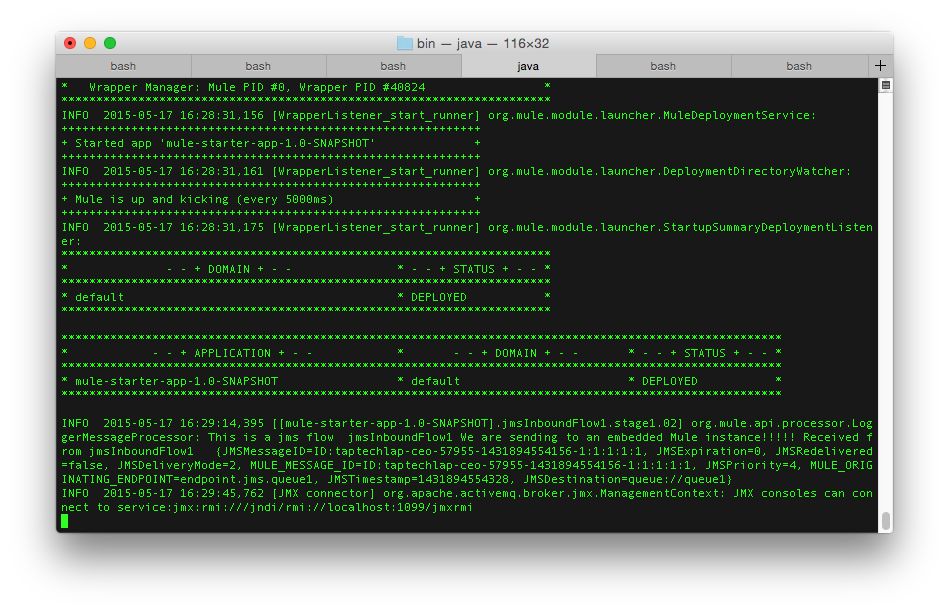 bin — java — 116×32
bash bash bash java bash bash +
*   Wrapper Manager: Mule PID #0, Wrapper PID #40824                 *
**********************************************************************
INFO  2015-05-17 16:28:31,156 [WrapperListener_start_runner] org.mule.module.launcher.MuleDeploymentService:
++++++++++++++++++++++++++++++++++++++++++++++++++++++++++++
+ Started app 'mule-starter-app-1.0-SNAPSHOT'              +
++++++++++++++++++++++++++++++++++++++++++++++++++++++++++++
INFO  2015-05-17 16:28:31,161 [WrapperListener_start_runner] org.mule.module.launcher.DeploymentDirectoryWatcher:
++++++++++++++++++++++++++++++++++++++++++++++++++++++++++++
+ Mule is up and kicking (every 5000ms)                    +
++++++++++++++++++++++++++++++++++++++++++++++++++++++++++++
INFO  2015-05-17 16:28:31,175 [WrapperListener_start_runner] org.mule.module.launcher.StartupSummaryDeploymentListen
er:
**********************************************************************
*              - - + DOMAIN + - -               * - - + STATUS + - - *
**********************************************************************
* default                                       * DEPLOYED           *
**********************************************************************

*******************************************************************************************************
*            - - + APPLICATION + - -            *       - - + DOMAIN + - -       * - - + STATUS + - - *
*******************************************************************************************************
* mule-starter-app-1.0-SNAPSHOT                 * default                        * DEPLOYED           *
*******************************************************************************************************

INFO  2015-05-17 16:29:14,395 [[mule-starter-app-1.0-SNAPSHOT].jmsInboundFlow1.stage1.02] org.mule.api.processor.Log
gerMessageProcessor: This is a jms flow  jmsInboundFlow1 We are sending to an embedded Mule instance!!!!! Received f
rom jmsInboundFlow1   {JMSMessageID=ID:taptechlap-ceo-57955-1431894554156-1:1:1:1:1, JMSExpiration=0, JMSRedelivered
=false, JMSDeliveryMode=2, MULE_MESSAGE_ID=ID:taptechlap-ceo-57955-1431894554156-1:1:1:1:1, JMSPriority=4, MULE_ORIG
INATING_ENDPOINT=endpoint.jms.queue1, JMSTimestamp=1431894554328, JMSDestination=queue://queue1}
INFO  2015-05-17 16:29:45,762 [JMX connector] org.apache.activemq.broker.jmx.ManagementContext: JMX consoles can con
nect to service:jmx:rmi:///jndi/rmi://localhost:1099/jmxrmi